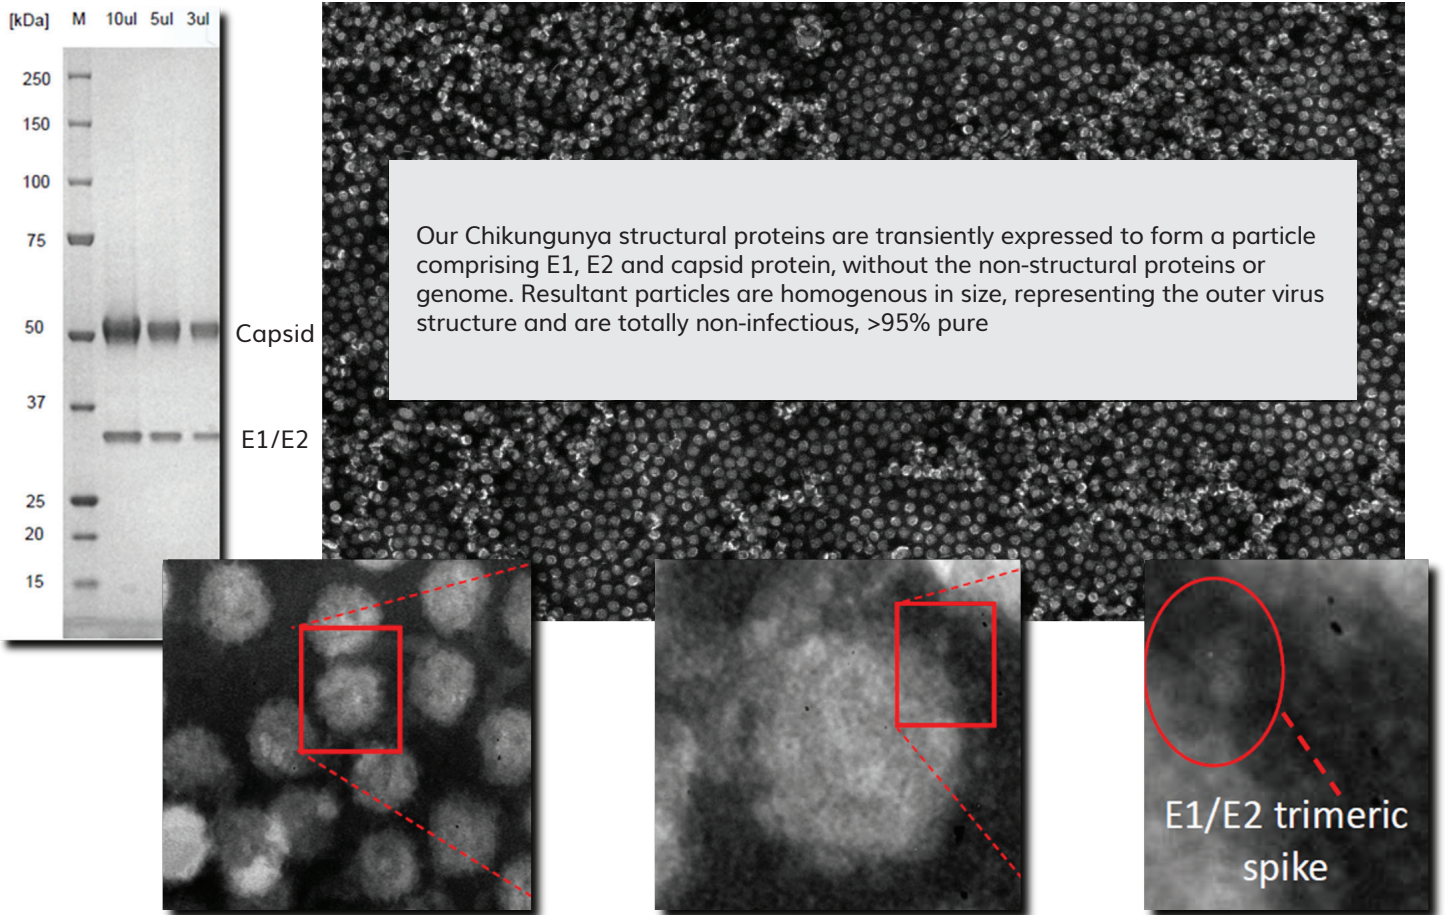 [kDa] M 10ul 5ul 3ul
250
150
100
75
50
37
25
20
15
Capsid
E1/E2
Our Chikungunya structural proteins are transiently expressed to form a particle
comprising E1, E2 and capsid protein, without the non-structural proteins or
genome. Resultant particles are homogenous in size, representing the outer virus
structure and are totally non-infectious, >95% pure
E1/E2 trimeric
spike